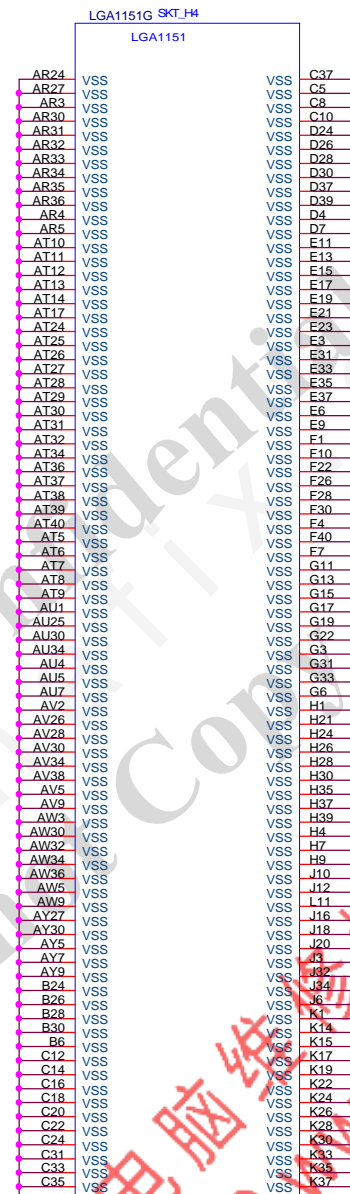 LGA1151G SKT_H4
LGA1151
AR24 VSS VSS C37
AR27 VSS VSS C5
AR3 VSS VSS C8
AR30 VSS VSS C10
AR31 VSS VSS D24
AR32 VSS VSS D26
AR33 VSS VSS D28
AR34 VSS VSS D30
AR35 VSS VSS D37
AR36 VSS VSS D39
AR4 VSS VSS D4
AR5 VSS VSS D7
AT10 VSS VSS E11
AT11 VSS VSS E13
AT12 VSS VSS E15
AT13 VSS VSS E17
AT14 VSS VSS E19
AT17 VSS VSS E21
AT24 VSS VSS E23
AT25 VSS VSS E3
AT26 VSS VSS E31
AT27 VSS VSS E33
AT28 VSS VSS E35
AT29 VSS VSS E37
AT30 VSS VSS E6
AT31 VSS VSS E9
AT32 VSS VSS F1
AT34 VSS VSS F10
AT36 VSS VSS F22
AT37 VSS VSS F26
AT38 VSS VSS F28
AT39 VSS VSS F30
AT40 VSS VSS F4
AT5 VSS VSS F40
AT6 VSS VSS F7
AT7 VSS VSS G11
AT8 VSS VSS G13
AT9 VSS VSS G15
AU1 VSS VSS G17
AU25 VSS VSS G19
AU30 VSS VSS G22
AU34 VSS VSS G3
AU4 VSS VSS G31
AU5 VSS VSS G33
AU7 VSS VSS G6
AV2 VSS VSS H1
AV26 VSS VSS H21
AV28 VSS VSS H24
AV30 VSS VSS H26
AV34 VSS VSS H28
AV38 VSS VSS H30
AV5 VSS VSS H35
AV9 VSS VSS H37
AW3 VSS VSS H39
AW30 VSS VSS H4
AW32 VSS VSS H7
AW34 VSS VSS H9
AW36 VSS VSS J10
AW5 VSS VSS J12
AW9 VSS VSS L11
AY27 VSS VSS J16
AY30 VSS VSS J18
AY5 VSS VSS J20
AY7 VSS VSS J3
AY9 VSS VSS J32
B24 VSS VSS J34
B26 VSS VSS J6
B28 VSS VSS K1
B30 VSS VSS K14
B6 VSS VSS K15
C12 VSS VSS K17
C14 VSS VSS K19
C16 VSS VSS K22
C18 VSS VSS K24
C20 VSS VSS K26
C22 VSS VSS K28
C24 VSS VSS K30
C31 VSS VSS K33
C33 VSS VSS K35
C35 VSS VSS K37
Copy
电脑维修